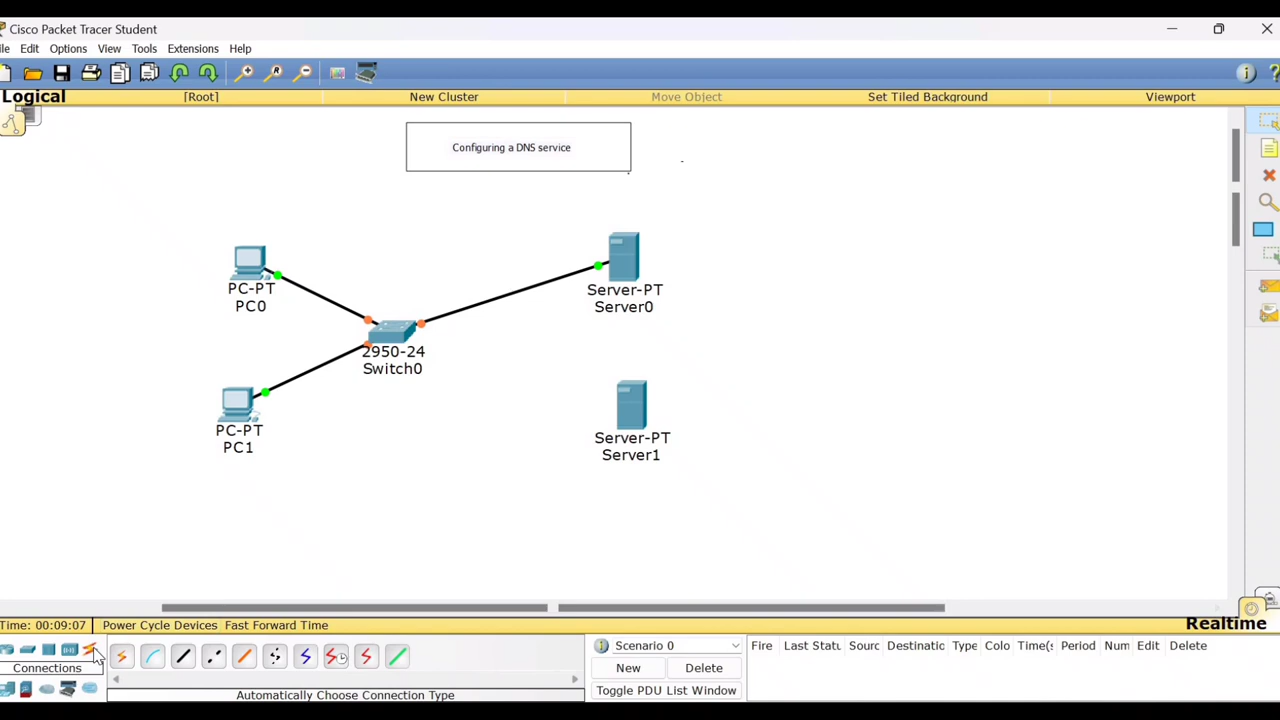 Cisco Packet Tracer Student
ile Edit Options View Tools Extensions Help
Logical [Root] New Cluster Move Object Set Tiled Background Viewport
Configuring a DNS service
PC-PT
PC0
Server-PT
Server0
2950-24
Switch0
PC-PT
PC1
Server-PT
Server1
Time: 00:09:07 Power Cycle Devices Fast Forward Time
Realtime
Scenario 0
Fire Last Statu Sourc Destinatio Type Colo Time(s Period Num Edit Delete
Connections
New Delete
Automatically Choose Connection Type
Toggle PDU List Window